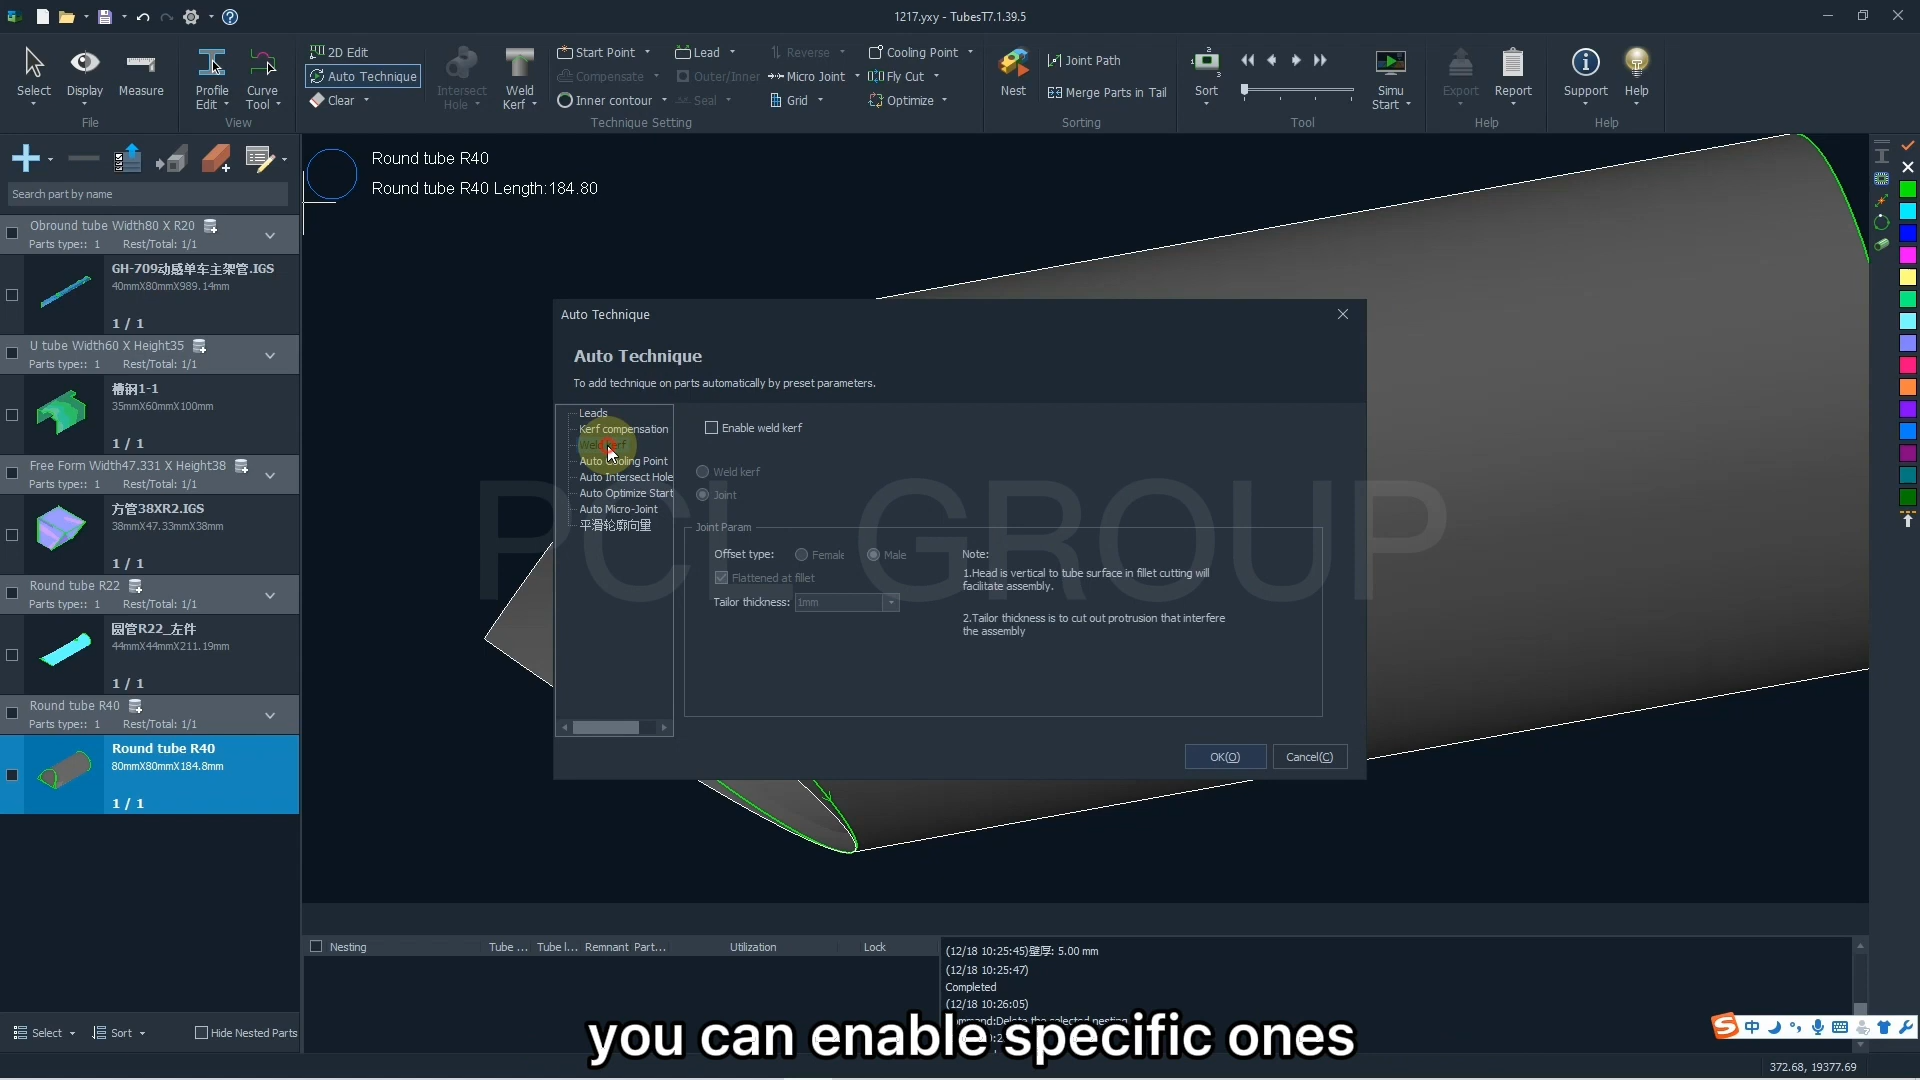 1217.yxy - TubesT7.1.39.5
Select
Display
Measure
File
Profile
Edit
Curve
Tool
View
2D Edit
Auto Technique
Clear
Intersect
Hole
Weld
Kerf
Start Point
Lead
Reverse
Cooling Point
Compensate
Outer/Inner
Micro Joint
Fly Cut
Inner contour
Seal
Grid
Optimize
Technique Setting
Nest
Joint Path
Merge Parts in Tail
Sorting
Sort
Simu
Start
Tool
Export
Report
Help
Support
Help
Help
Search part by name
Obround tube Width80 X R20
Parts type:: 1 Rest/Total: 1/1
GH-709动感单车主架管.IGS
40mmX80mmX989.14mm
1 / 1
U tube Width60 X Height35
Parts type:: 1 Rest/Total: 1/1
槽钢1-1
35mmX60mmX100mm
1 / 1
Free Form Width47.331 X Height38
Parts type:: 1 Rest/Total: 1/1
方管38XR2.IGS
38mmX47.33mmX38mm
1 / 1
Round tube R22
Parts type:: 1 Rest/Total: 1/1
圆管R22_左件
44mmX44mmX211.19mm
1 / 1
Round tube R40
Parts type:: 1 Rest/Total: 1/1
Round tube R40
80mmX80mmX184.8mm
1 / 1
Select
Sort
Hide Nested Parts
Round tube R40
Round tube R40 Length:184.80
Auto Technique
Auto Technique
To add technique on parts automatically by preset parameters.
Leads
Kerf compensation
Weld kerf
Auto Cooling Point
Auto Intersect Hole
Auto Optimize Start
Auto Micro-Joint
平滑轮廓向量
Enable weld kerf
Weld kerf
Joint
Joint Param
Offset type:
Female
Male
Flattened at fillet
Tailor thickness:
1mm
Note:
1.Head is vertical to tube surface in fillet cutting will
facilitate assembly.
2.Tailor thickness is to cut out protrusion that interfere
the assembly
OK(O)
Cancel(C)
PCL GROUP
Nesting
Tube ...
Tube l...
Remnant
Part...
Utilization
Lock
(12/18 10:25:45)壁厚: 5.00 mm
(12/18 10:25:47)
Completed
(12/18 10:26:05)
you can enable specific ones
中
372.68, 19377.69